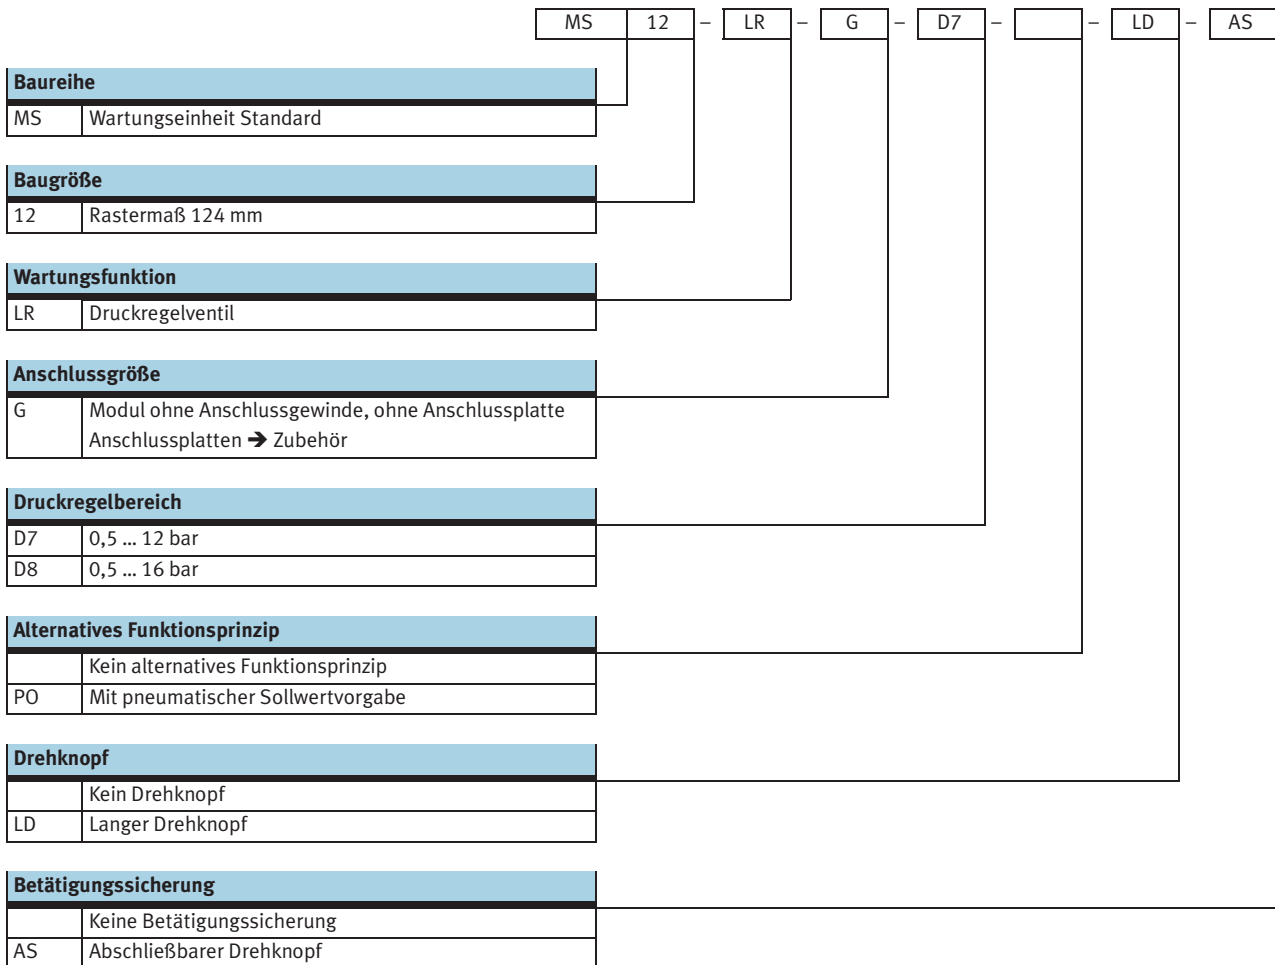 MS 12 – LR – G – D7 – – LD – AS
Baureihe
MS Wartungseinheit Standard
Baugröße
12 Rastermaß 124 mm
Wartungsfunktion
LR Druckregelventil
Anschlussgröße
G Modul ohne Anschlussgewinde, ohne Anschlussplatte
Anschlussplatten ➔ Zubehör
Druckregelbereich
D7 0,5 … 12 bar
D8 0,5 … 16 bar
Alternatives Funktionsprinzip
Kein alternatives Funktionsprinzip
PO Mit pneumatischer Sollwertvorgabe
Drehknopf
Kein Drehknopf
LD Langer Drehknopf
Betätigungssicherung
Keine Betätigungssicherung
AS Abschließbarer Drehknopf